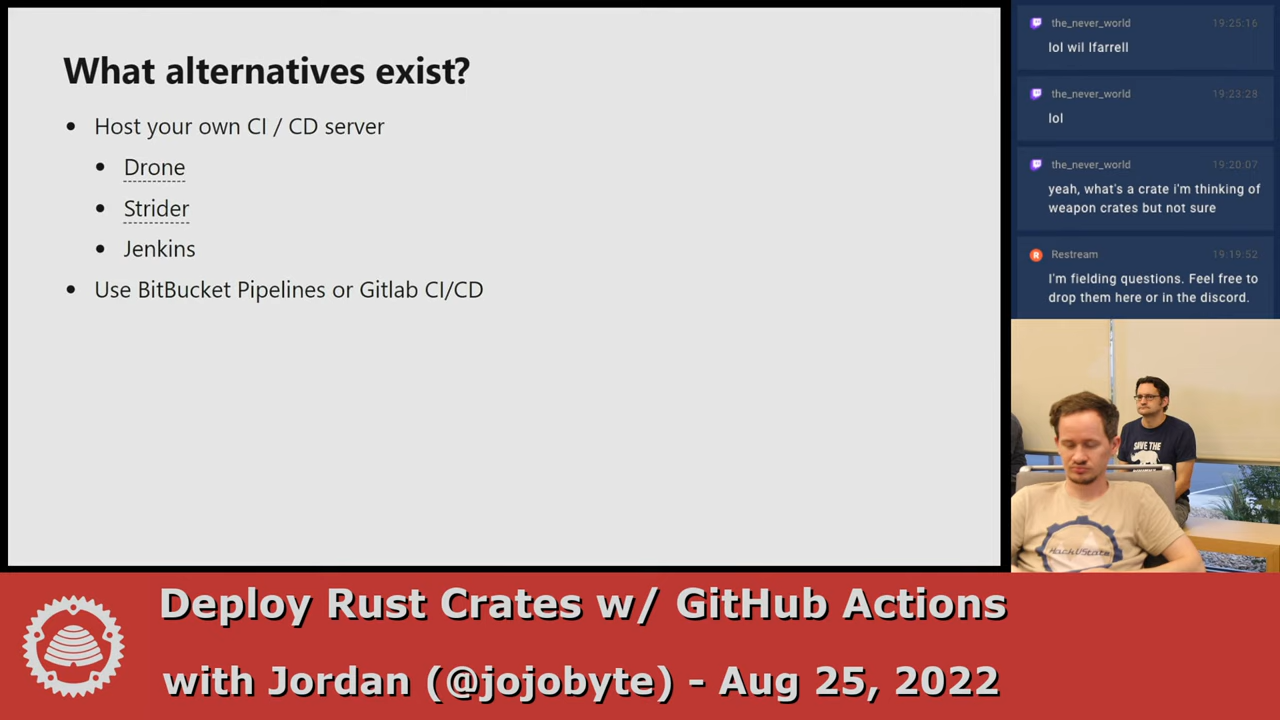 What alternatives exist?
Host your own CI / CD server
Drone
Strider
Jenkins
Use BitBucket Pipelines or Gitlab CI/CD
the_never_world 19:25:16
lol wil lfarrell
the_never_world 19:23:28
lol
the_never_world 19:20:07
yeah, what's a crate i'm thinking of
weapon crates but not sure
R Restream 19:19:52
I'm fielding questions. Feel free to
drop them here or in the discord.
SAVE THE
HackUState
Deploy Rust Crates w/ GitHub Actions
with Jordan (@jojobyte) - Aug 25, 2022